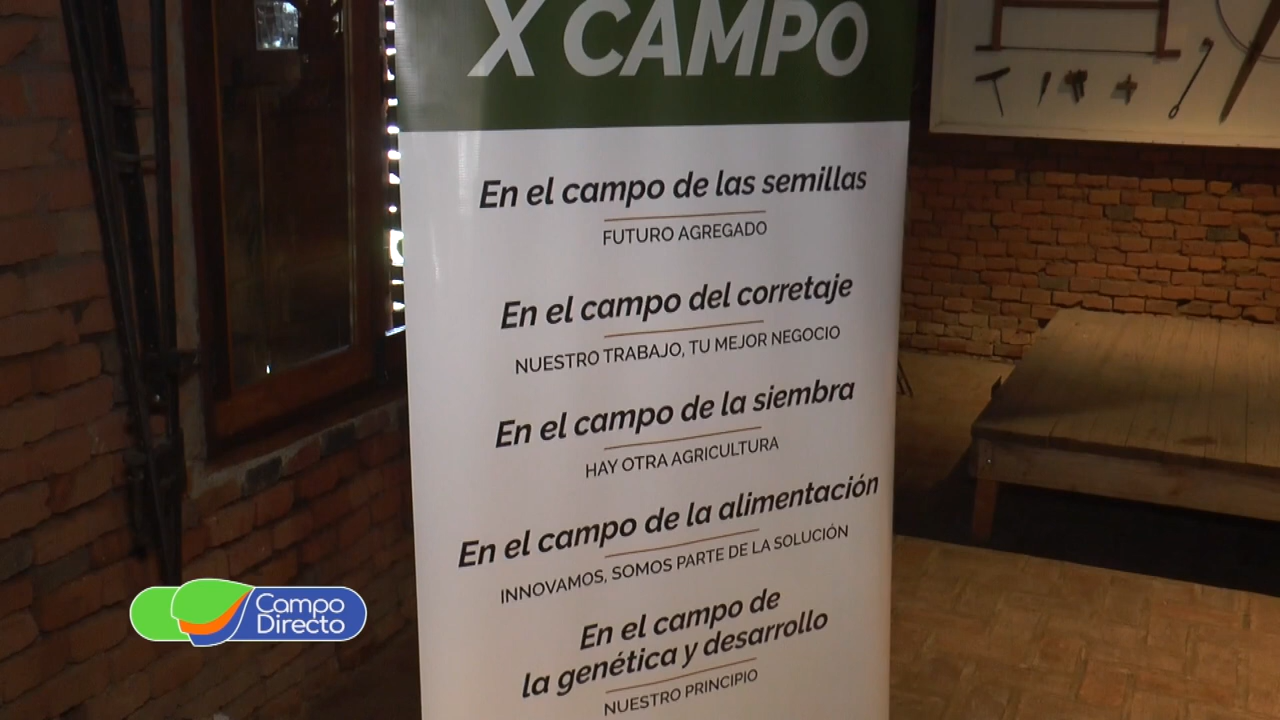 X CAMPO
En el campo de las semillas
FUTURO AGREGADO
En el campo del corretaje
NUESTRO TRABAJO, TU MEJOR NEGOCIO
En el campo de la siembra
HAY OTRA AGRICULTURA
En el campo de la alimentación
INNOVAMOS, SOMOS PARTE DE LA SOLUCIÓN
En el campo de
la genética y desarrollo
NUESTRO PRINCIPIO
Campo
Directo